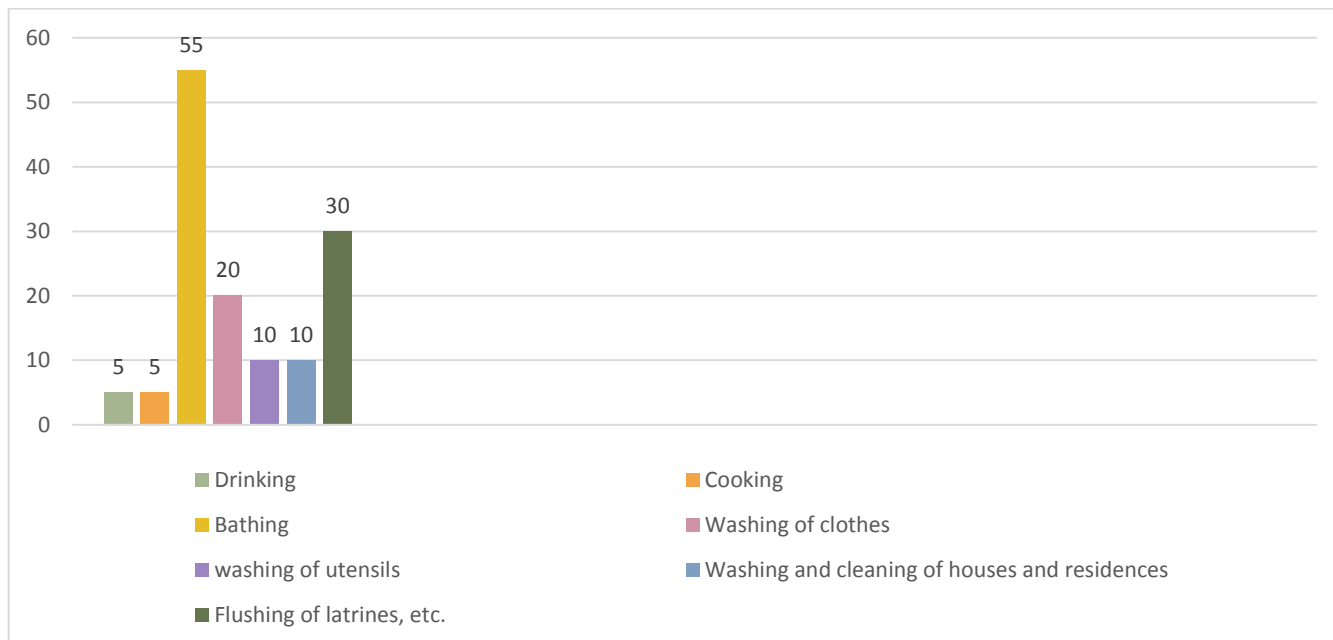 60
55
50
40
30
30
20
20
10
10
10
5
5
0
Drinking
Cooking
Bathing
Washing of clothes
washing of utensils
Washing and cleaning of houses and residences
Flushing of latrines, etc.